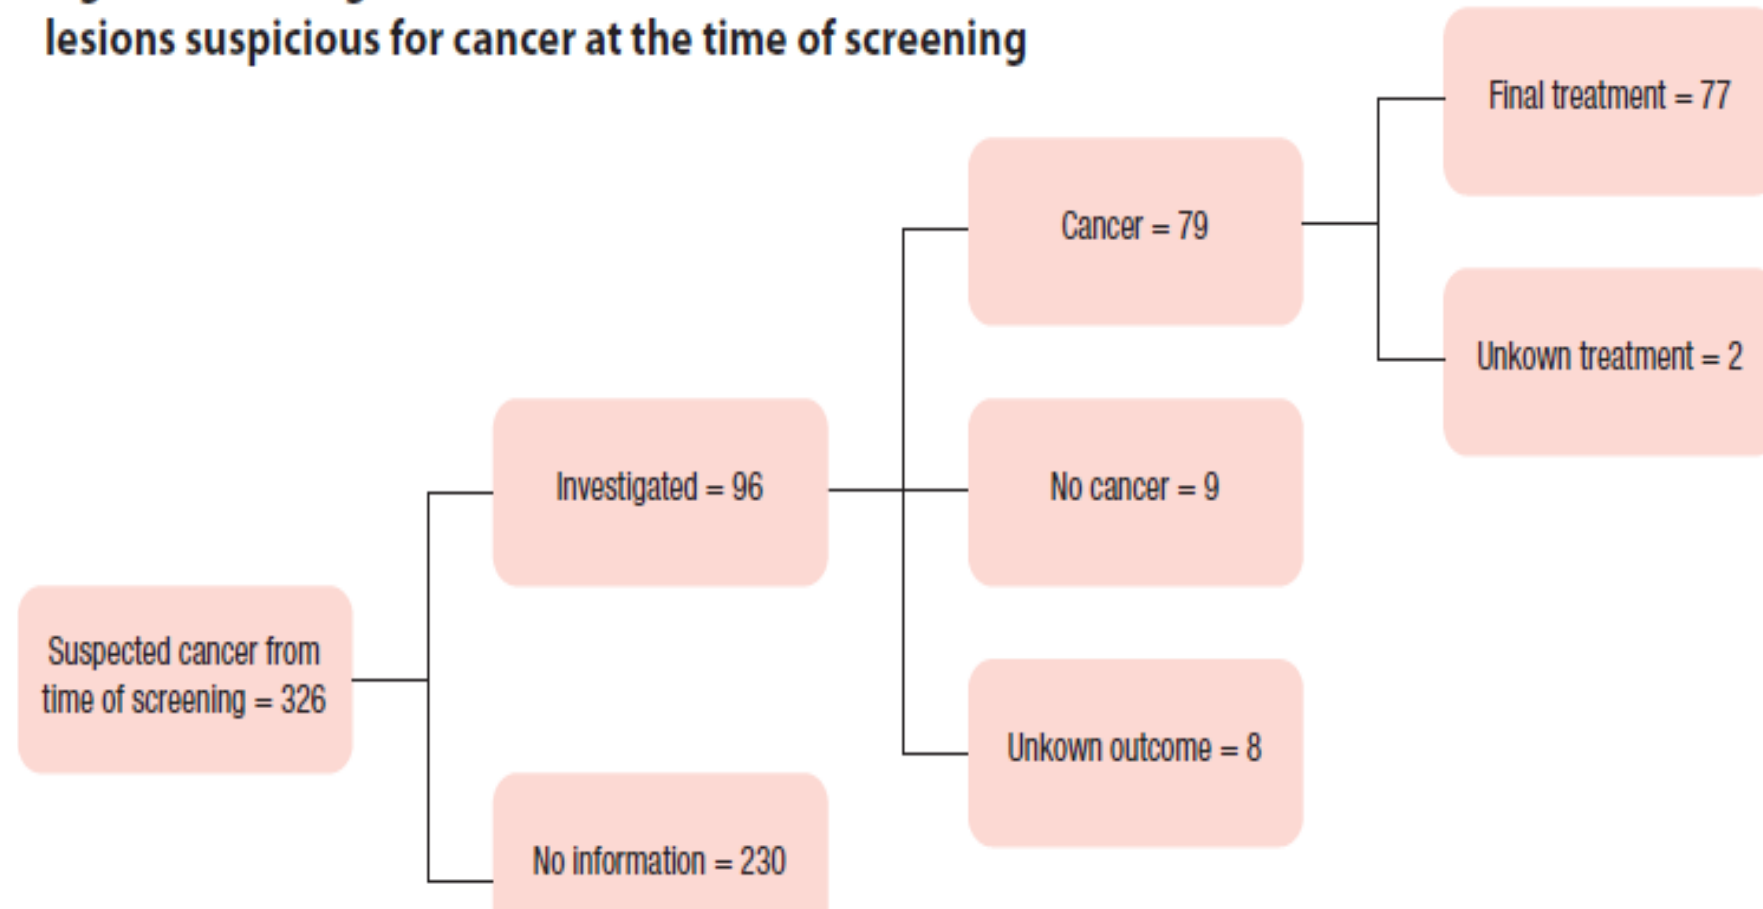 lesions suspicious for cancer at the time of screening
Final treatment = 77
Cancer = 79
Unkown treatment = 2
Investigated = 96
No cancer = 9
Suspected cancer from
time of screening = 326
Unkown outcome = 8
No information = 230